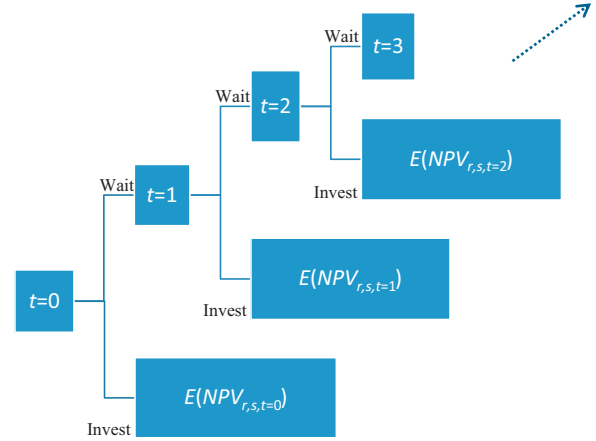 Wait
t=3
Wait
t=2
E(NPVr,s,t=2)
Invest
Wait
t=1
E(NPVr,s,t=1)
Invest
t=0
E(NPVr,s,t=0)
Invest